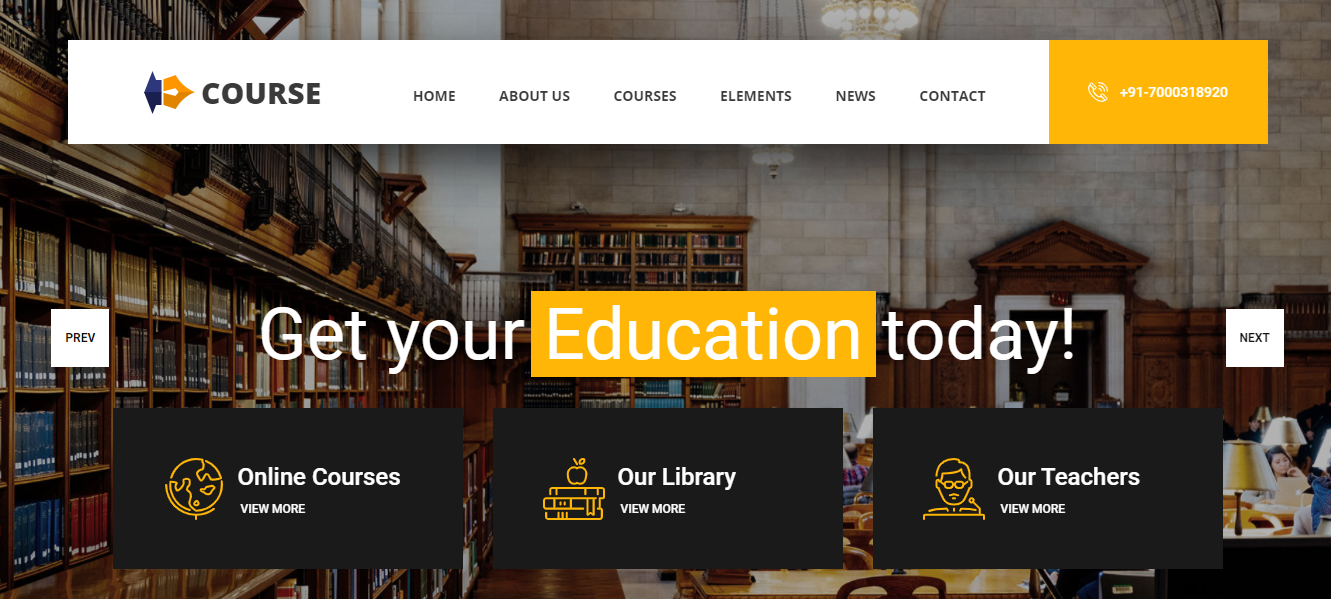 COURSE
HOME ABOUT US COURSES ELEMENTS NEWS CONTACT
+91-7000318920
Get your Education today!
PREV
NEXT
Online Courses
VIEW MORE
Our Library
VIEW MORE
Our Teachers
VIEW MORE